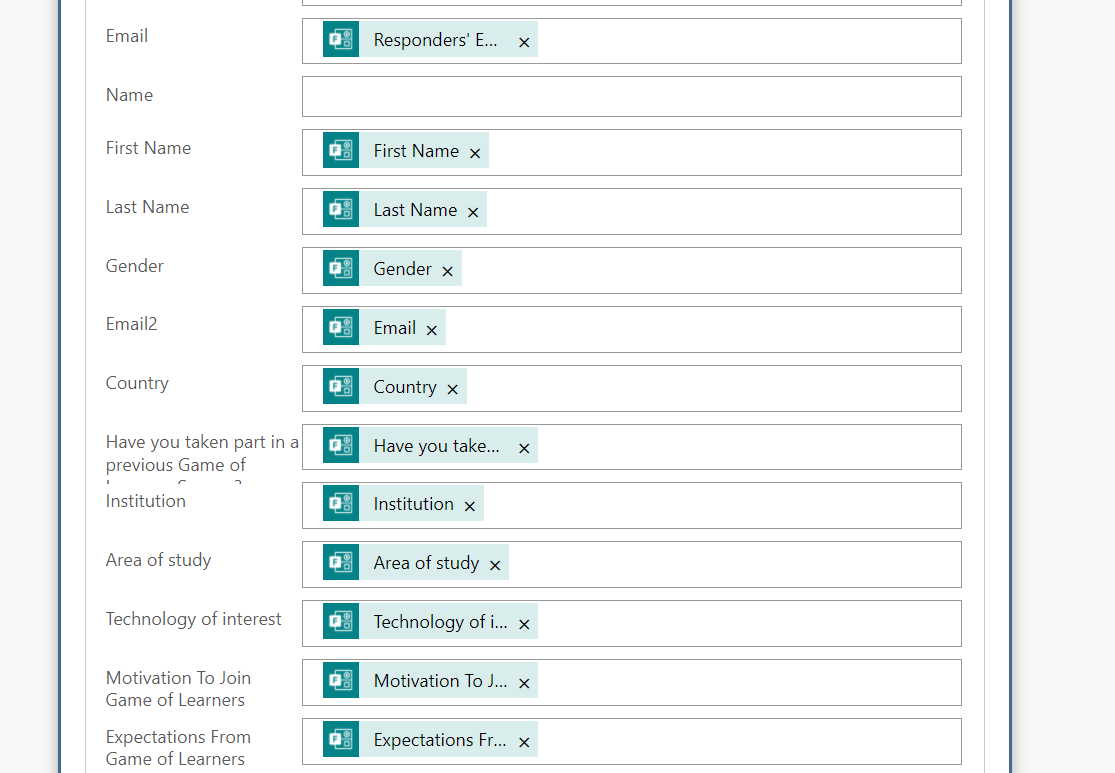 Email
Responders' E... ×
Name
First Name
First Name ×
Last Name
Last Name ×
Gender
Gender ×
Email2
Email ×
Country
Country ×
Have you taken part in a
previous Game of
Have you take... ×
Institution
Institution ×
Area of study
Area of study ×
Technology of interest
Technology of i... ×
Motivation To Join
Game of Learners
Motivation To J... ×
Expectations From
Game of Learners
Expectations Fr... ×